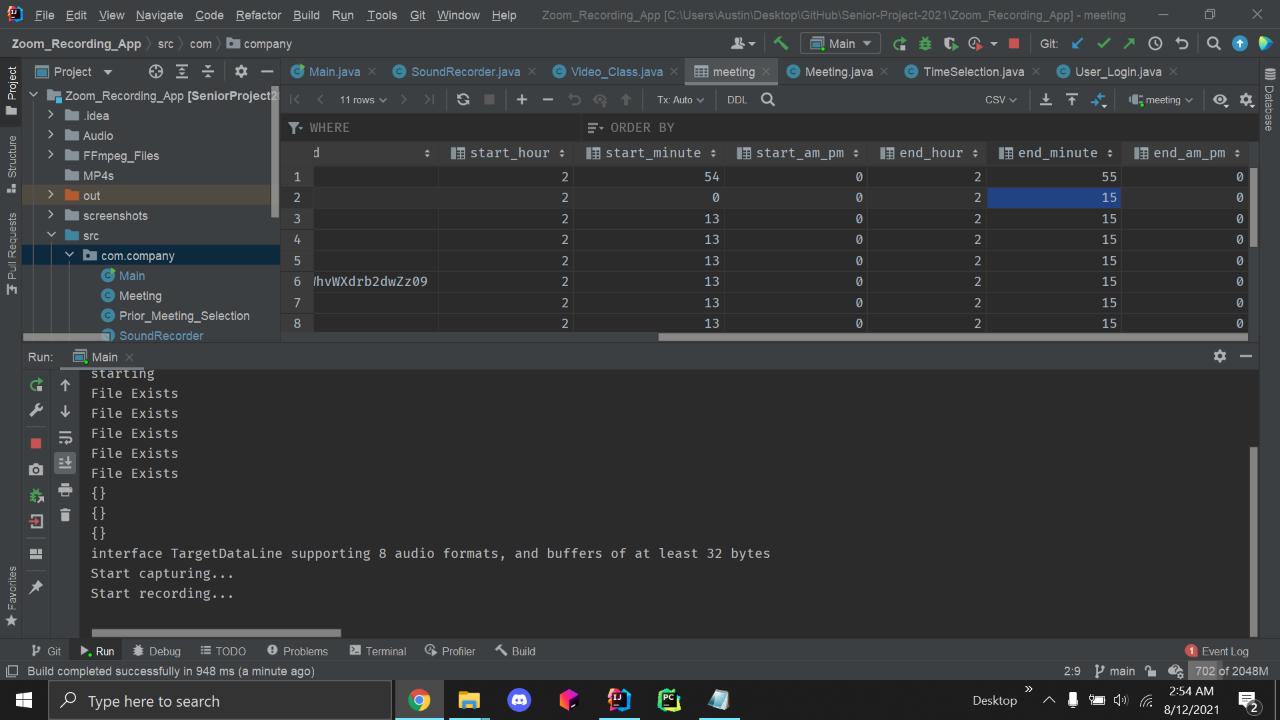 File Edit View Navigate Code Refactor Build Run Tools Git Window Help Zoom_Recording_App [C:\Users\Austin\Desktop\GitHub\Senior-Project-2021\Zoom_Recording_App] - meeting
Zoom_Recording_App src com company Main Git:
Project Main.java SoundRecorder.java Video_Class.java meeting Meeting.java TimeSelection.java User_Login.java
Project
Structure
Pull Requests
Favorites
Database
Zoom_Recording_App [SeniorProject2
.idea
Audio
FFmpeg_Files
MP4s
out
screenshots
src
com.company
Main
Meeting
Prior_Meeting_Selection
SoundRecorder
11 rows Tx: Auto DDL CSV meeting
WHERE ORDER BY
d start_hour start_minute start_am_pm end_hour end_minute end_am_pm
1 2 54 0 2 55 0
2 2 0 0 2 15 0
3 2 13 0 2 15 0
4 2 13 0 2 15 0
5 2 13 0 2 15 0
6 WhvWXdrb2dwZz09 2 13 0 2 15 0
7 2 13 0 2 15 0
8 2 13 0 2 15 0
Run: Main
starting
File Exists
File Exists
File Exists
File Exists
File Exists
{}
{}
{}
interface TargetDataLine supporting 8 audio formats, and buffers of at least 32 bytes
Start capturing...
Start recording...
Git Run Debug TODO Problems Terminal Profiler Build 1 Event Log
Build completed successfully in 948 ms (a minute ago) 2:9 main 702 of 2048M
Type here to search Desktop » 2:54 AM
8/12/2021 2